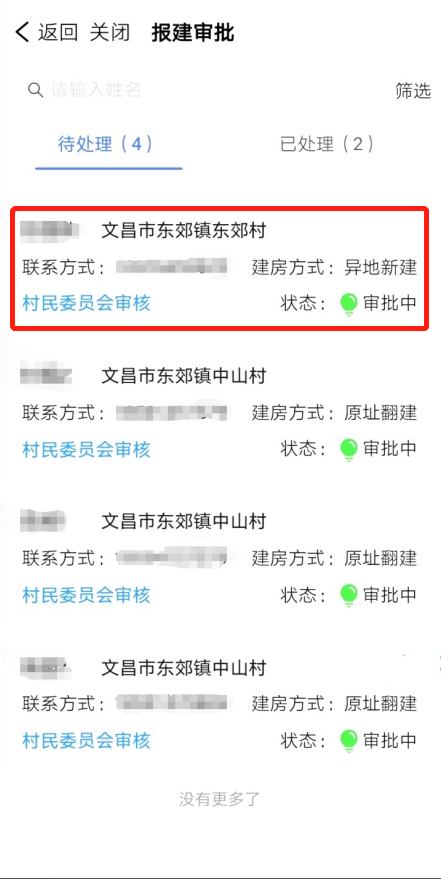 返回 关闭 报建审批
请输入姓名 筛选
待处理（4） 已处理（2）
文昌市东郊镇东郊村
联系方式： 建房方式：异地新建
村民委员会审核 状态： 审批中
文昌市东郊镇中山村
联系方式： 建房方式：原址翻建
村民委员会审核 状态： 审批中
文昌市东郊镇中山村
联系方式： 建房方式：原址翻建
村民委员会审核 状态： 审批中
文昌市东郊镇中山村
联系方式： 建房方式：原址翻建
村民委员会审核 状态： 审批中
没有更多了